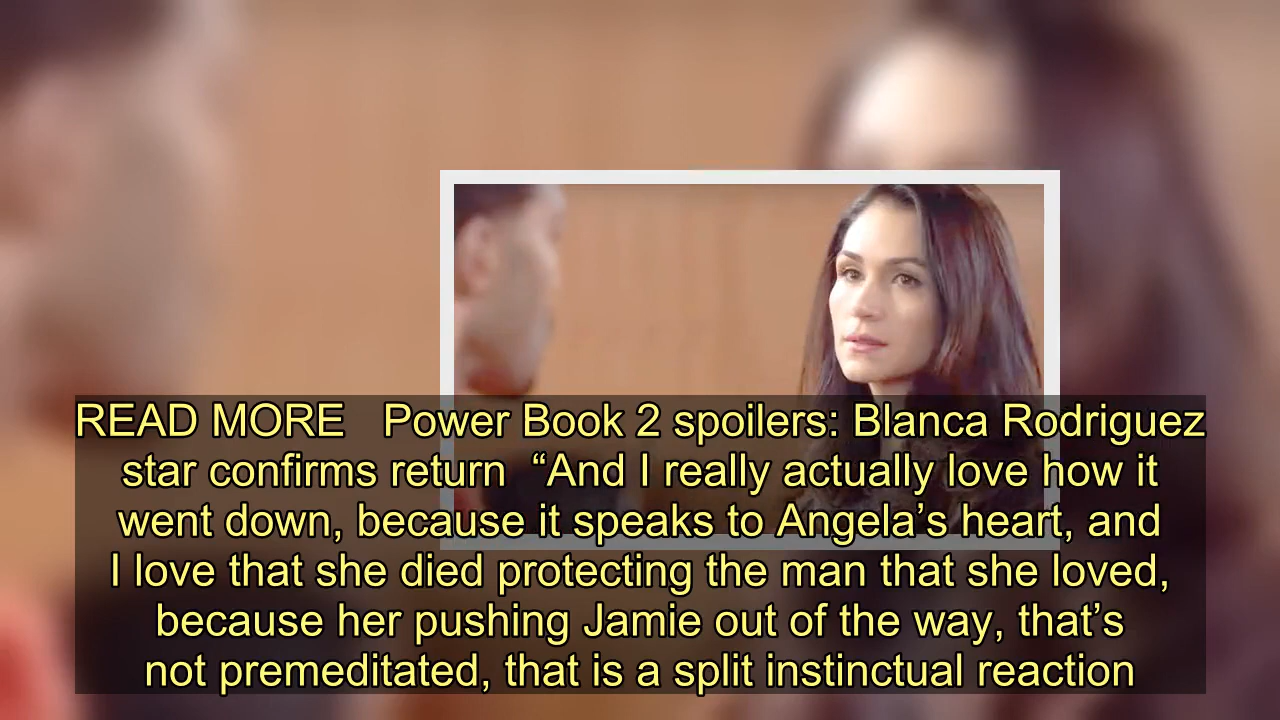 READ MORE   Power Book 2 spoilers: Blanca Rodriguez
star confirms return  “And I really actually love how it
went down, because it speaks to Angela’s heart, and
I love that she died protecting the man that she loved,
because her pushing Jamie out of the way, that’s
not premeditated, that is a split instinctual reaction